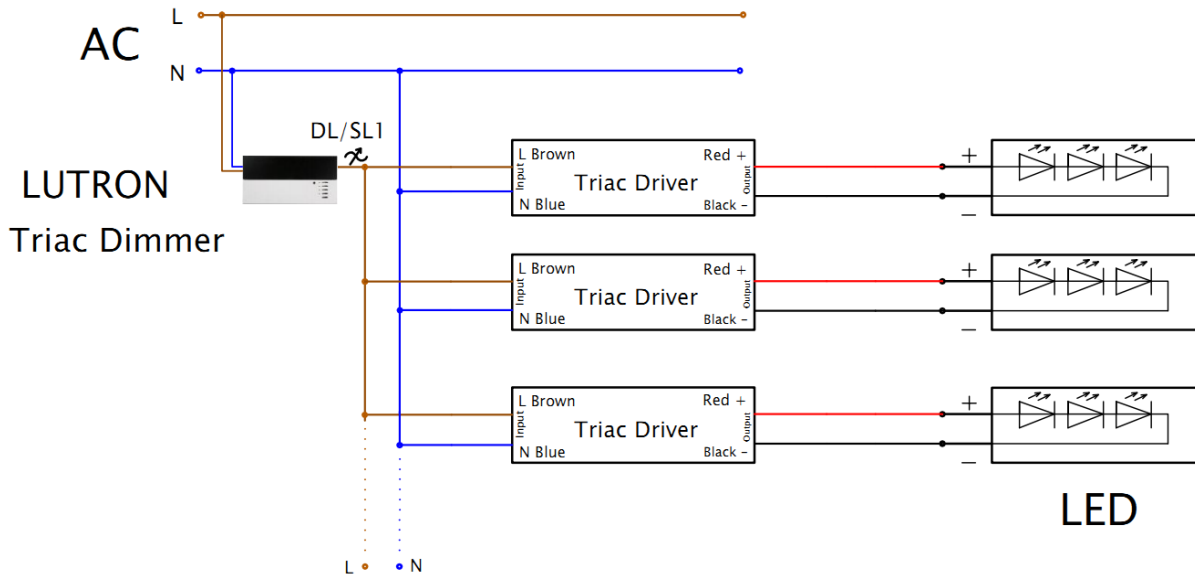 L
AC
N
DL/SL1
LUTRON
Triac Dimmer
L Brown
Input
N Blue
Triac Driver
Red +
Output
Black –
+
–
L Brown
Input
N Blue
Triac Driver
Red +
Output
Black –
+
–
L Brown
Input
N Blue
Triac Driver
Red +
Output
Black –
+
–
LED
L
N